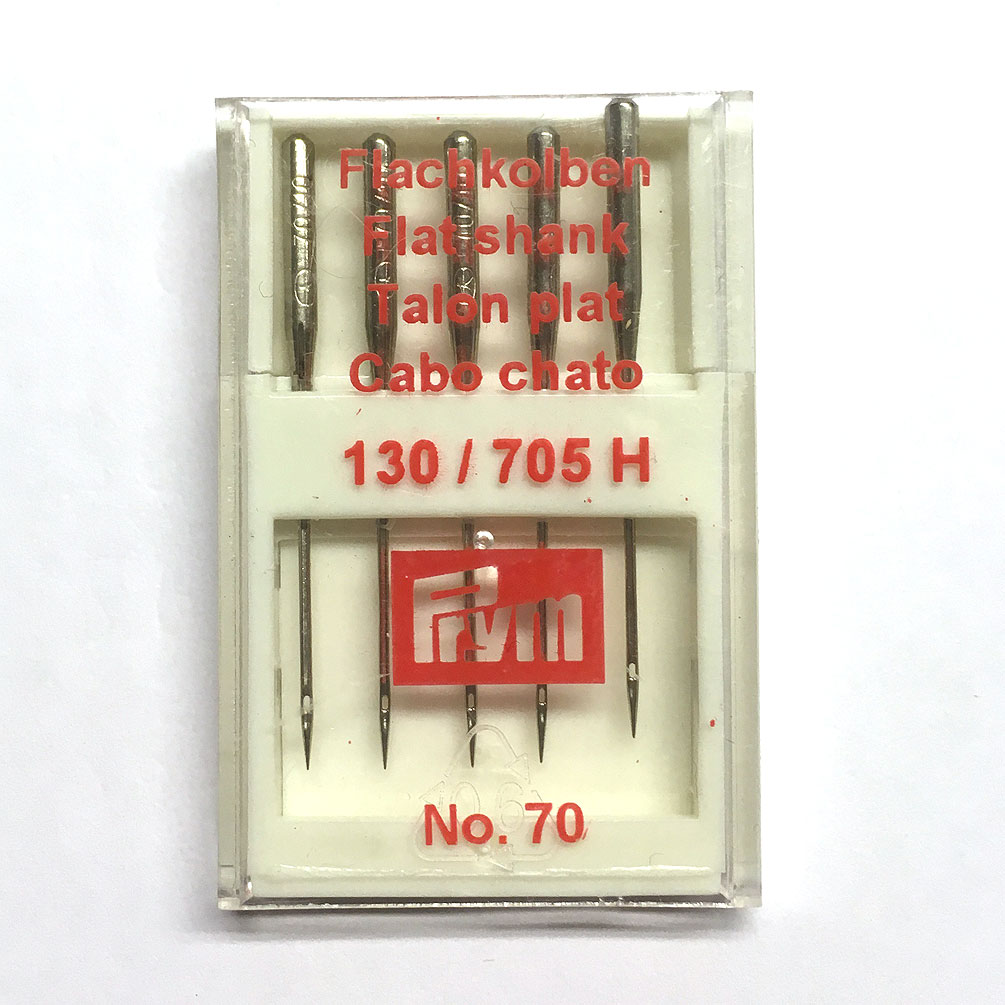 Flachkolben
Flat shank
Talon plat
Cabo chato
130 / 705 H
Prym
No. 70